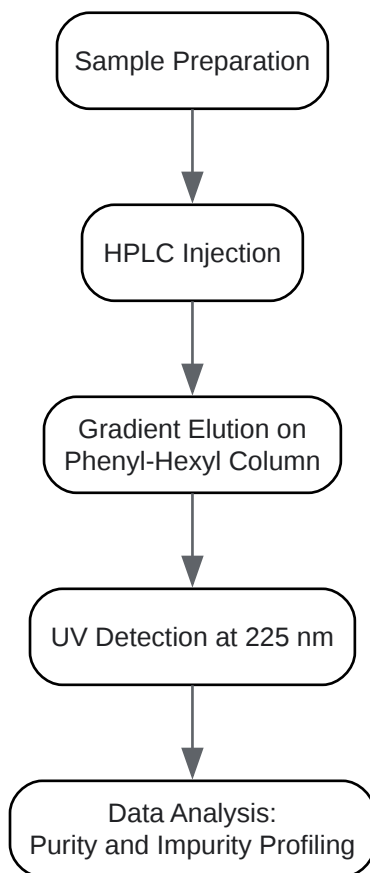 Sample Preparation
HPLC Injection
Gradient Elution on
Phenyl-Hexyl Column
UV Detection at 225 nm
Data Analysis:
Purity and Impurity Profiling